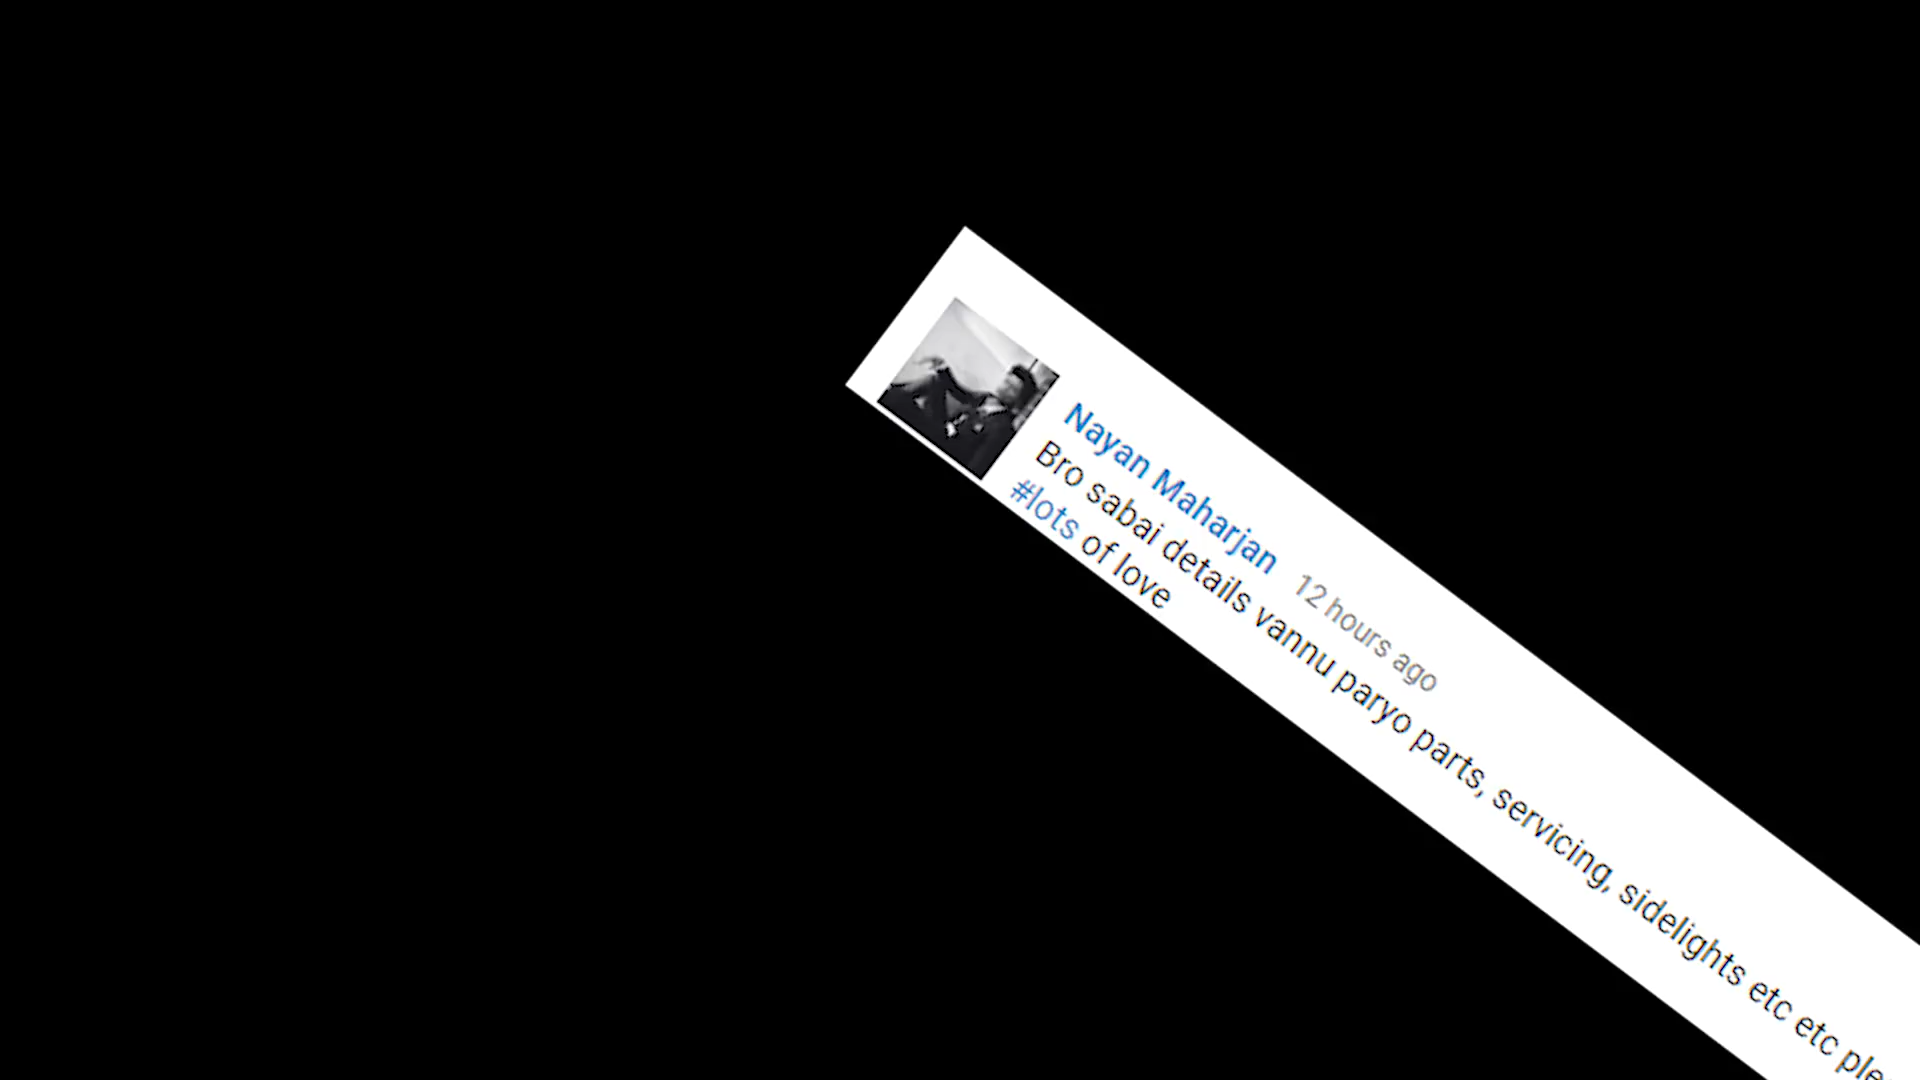 Nayan Maharjan 12 hours ago
Bro sabai details vannu paryo parts, servicing, sidelights etc etc
#lots of love